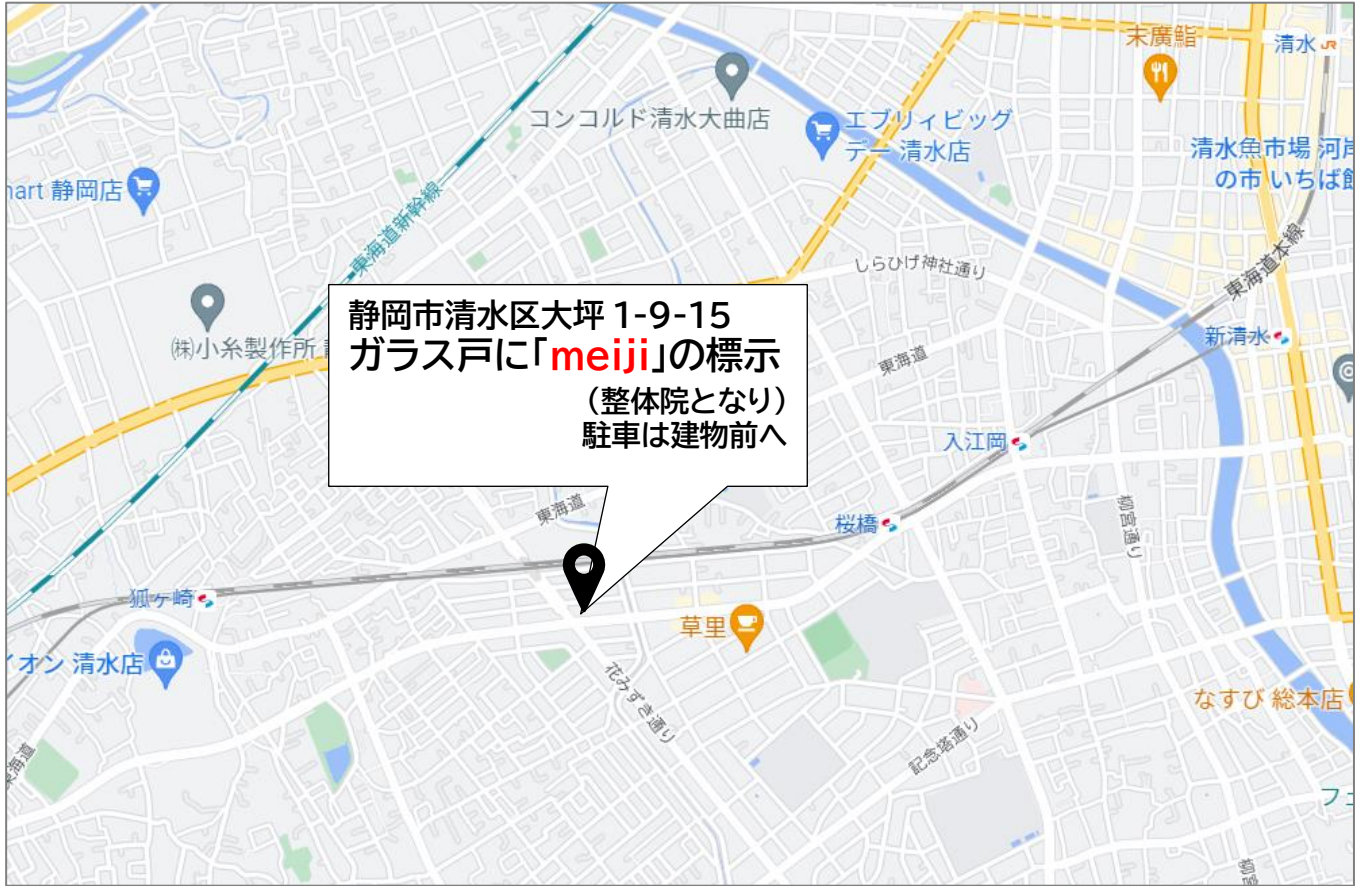 末廣鮨
清水
コンコルド清水大曲店
エブリィビッグ
デー 清水店
清水魚市場 河岸
の市 いちば館
mart 静岡店
東海道新幹線
しらひげ神社通り
東海道本線
静岡市清水区大坪 1-9-15
ガラス戸に「meiji」の標示
(整体院となり)
駐車は建物前へ
㈱小糸製作所
新清水
東海道
入江岡
東海道
桜橋
柳宮通り
狐ヶ崎
草里
イオン 清水店
花みずき通り
なすび 総本店
記念塔通り
東海道
フェ
柳宮